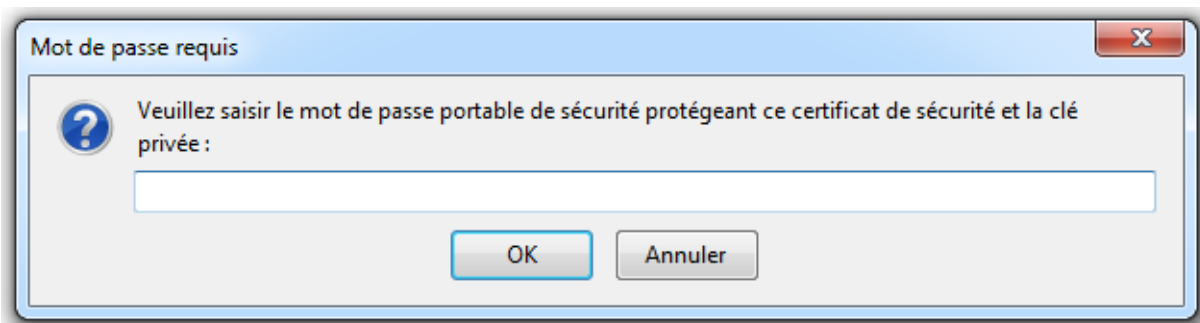 Mot de passe requis
Veuillez saisir le mot de passe portable de sécurité protégeant ce certificat de sécurité et la clé
privée :
OK
Annuler